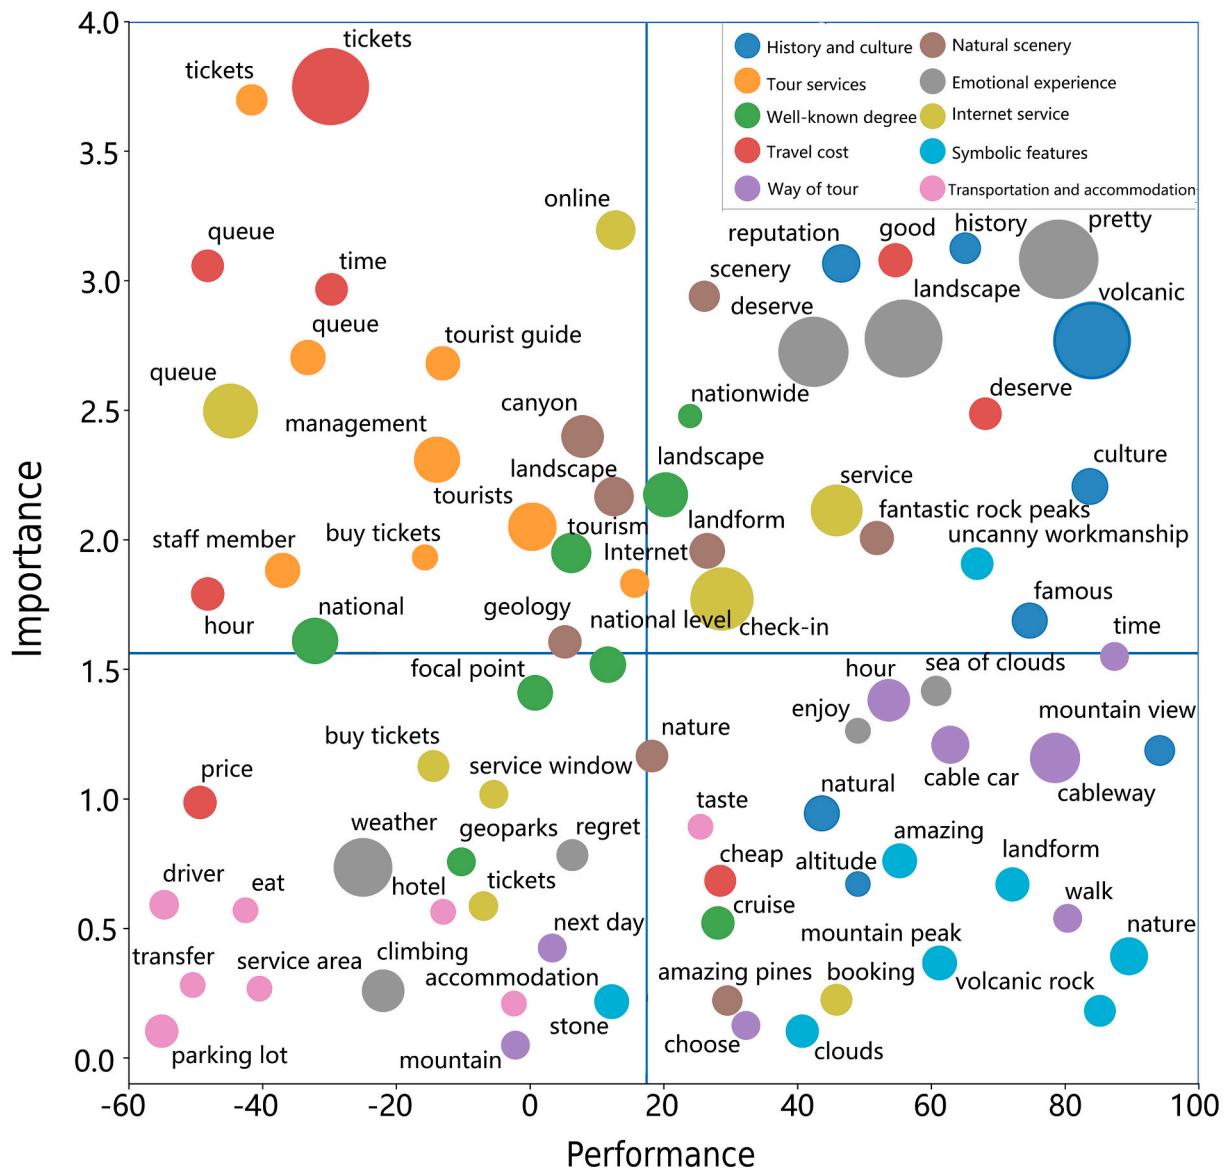 4.0
3.5
3.0
2.5
2.0
1.5
1.0
0.5
0.0
Importance
-60
-40
-20
0
20
40
60
80
100
Performance
History and culture
Tour services
Well-known degree
Travel cost
Way of tour
Natural scenery
Emotional experience
Internet service
Symbolic features
Transportation and accommodation
tickets
tickets
online
queue
time
queue
tourist guide
queue
canyon
management
landscape
tourists
tourism
buy tickets
staff member
Internet
hour
national
geology
national level
reputation
good
history
pretty
scenery
deserve
landscape
volcanic
nationwide
deserve
landscape
culture
service
fantastic rock peaks
landform
uncanny workmanship
check-in
famous
time
focal point
buy tickets
service window
price
weather
geoparks
regret
driver
eat
hotel
tickets
next day
transfer
service area
climbing
accommodation
stone
parking lot
mountain
hour
sea of clouds
enjoy
mountain view
nature
cable car
cableway
natural
taste
amazing
cheap
altitude
landform
cruise
walk
mountain peak
nature
amazing pines
booking
volcanic rock
choose
clouds